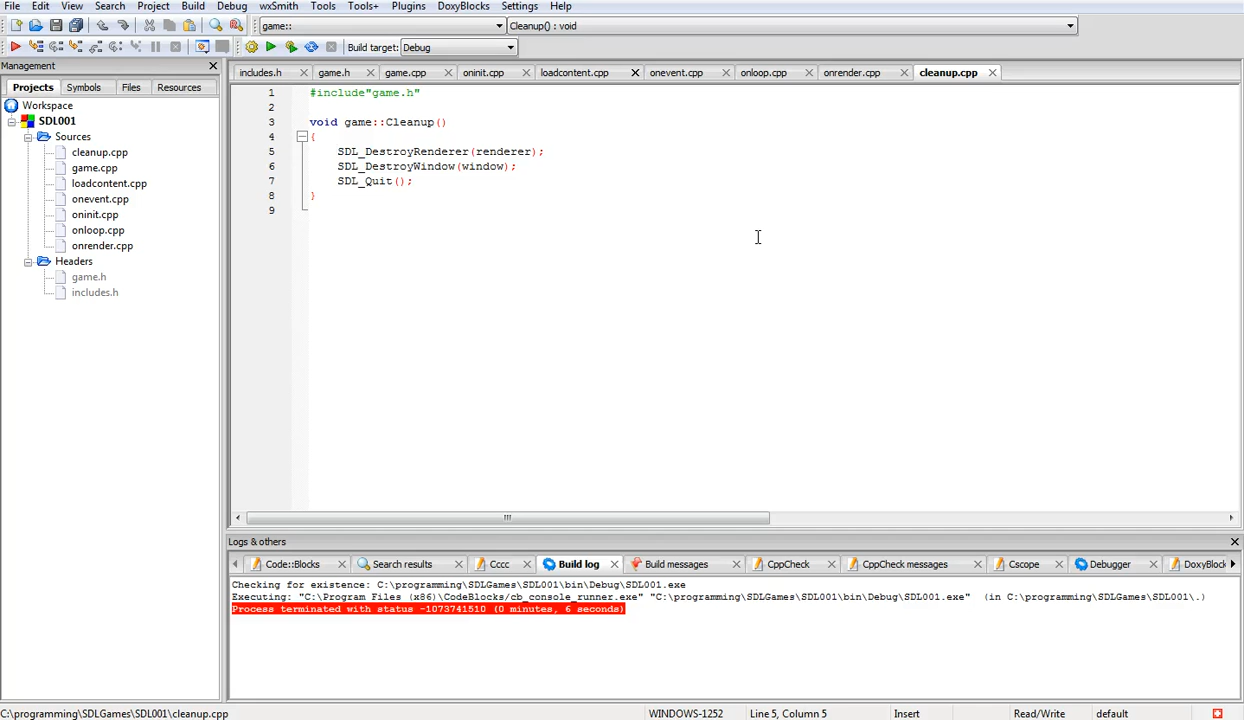 File Edit View Search Project Build Debug wxSmith Tools Tools+ Plugins DoxyBlocks Settings Help
game:: Cleanup() : void
Build target: Debug
Management
Projects Symbols Files Resources
Workspace
SDL001
Sources
cleanup.cpp
game.cpp
loadcontent.cpp
onevent.cpp
oninit.cpp
onloop.cpp
onrender.cpp
Headers
game.h
includes.h
includes.h game.h game.cpp oninit.cpp loadcontent.cpp onevent.cpp onloop.cpp onrender.cpp cleanup.cpp
1 #include"game.h"
2
3 void game::Cleanup()
4 {
5 SDL_DestroyRenderer(renderer);
6 SDL_DestroyWindow(window);
7 SDL_Quit();
8 }
9
Logs & others
Code::Blocks Search results Cccc Build log Build messages CppCheck CppCheck messages Cscope Debugger DoxyBlock
Checking for existence: C:\programming\SDLGames\SDL001\bin\Debug\SDL001.exe
Executing: "C:\Program Files (x86)\CodeBlocks/cb_console_runner.exe" "C:\programming\SDLGames\SDL001\bin\Debug\SDL001.exe" (in C:\programming\SDLGames\SDL001\.)
Process terminated with status -1073741510 (0 minutes, 6 seconds)
C:\programming\SDLGames\SDL001\cleanup.cpp WINDOWS-1252 Line 5, Column 5 Insert Read/Write default